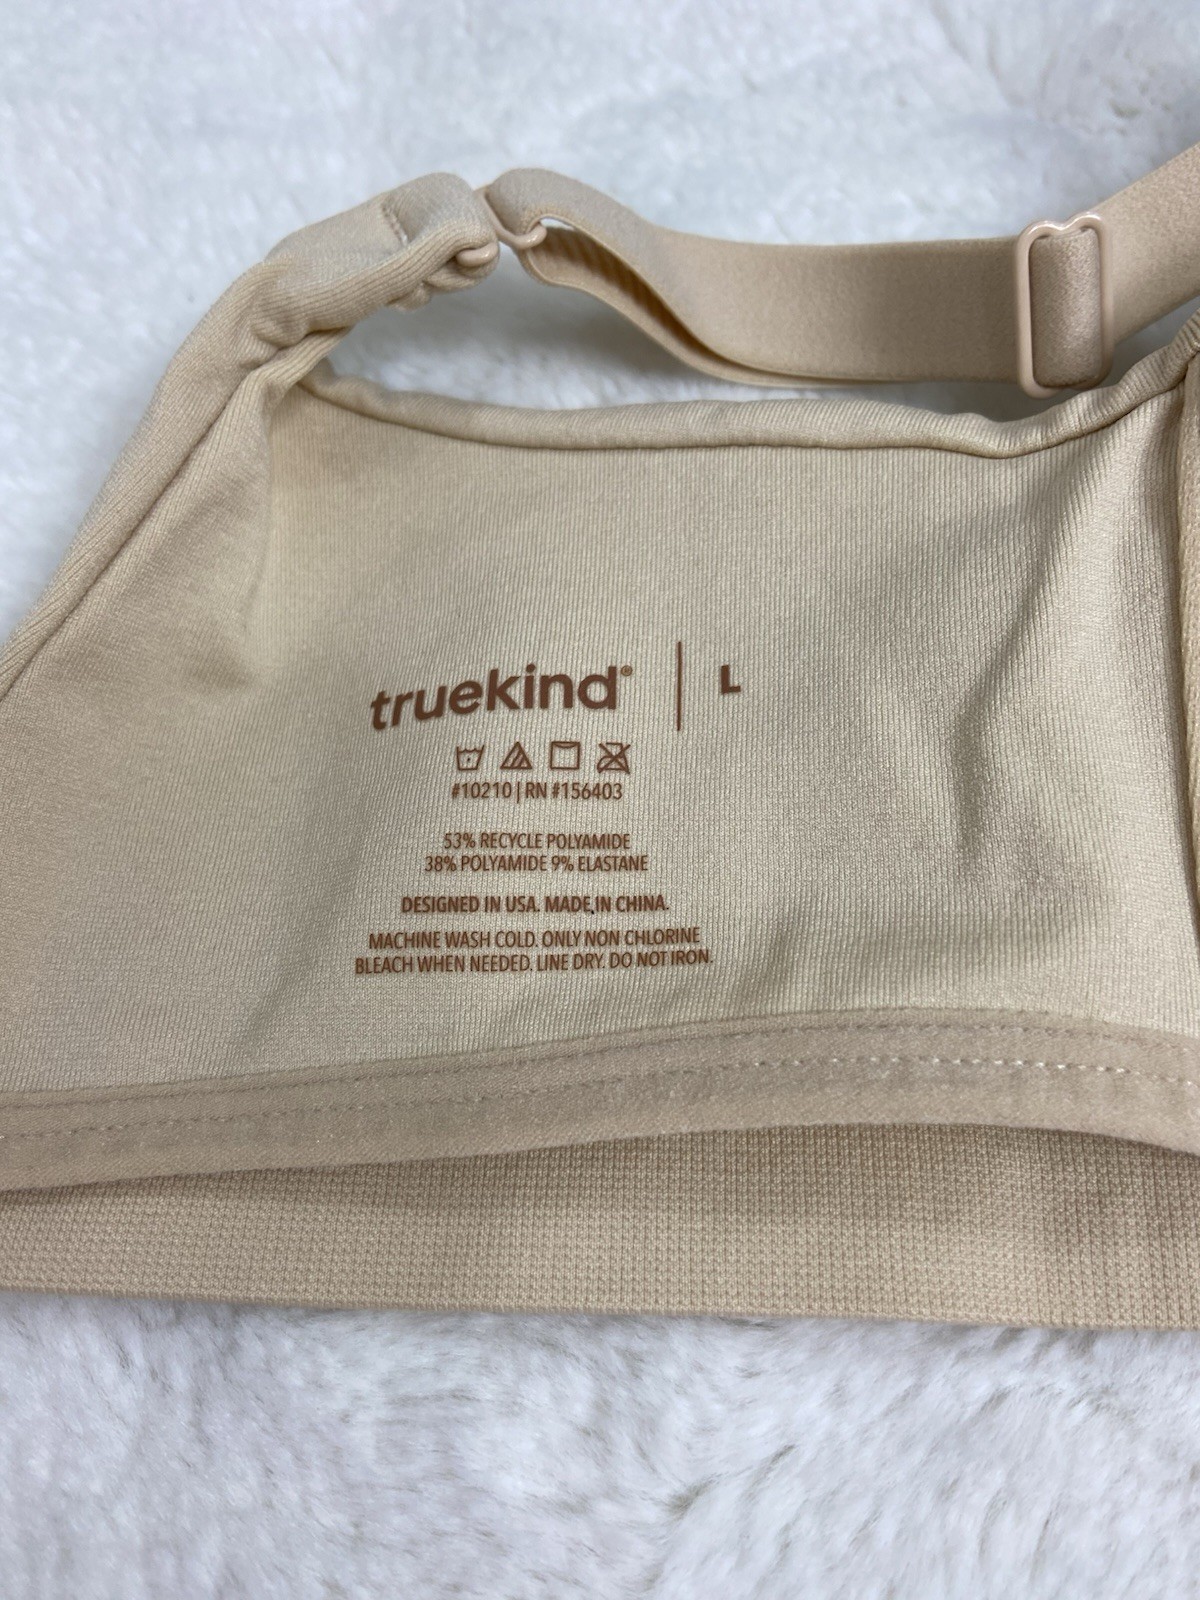 truekind® | L
#10210 | RN #156403
53% RECYCLE POLYAMIDE
38% POLYAMIDE 9% ELASTANE
DESIGNED IN USA. MADE IN CHINA.
MACHINE WASH COLD. ONLY NON CHLORINE
BLEACH WHEN NEEDED. LINE DRY. DO NOT IRON.